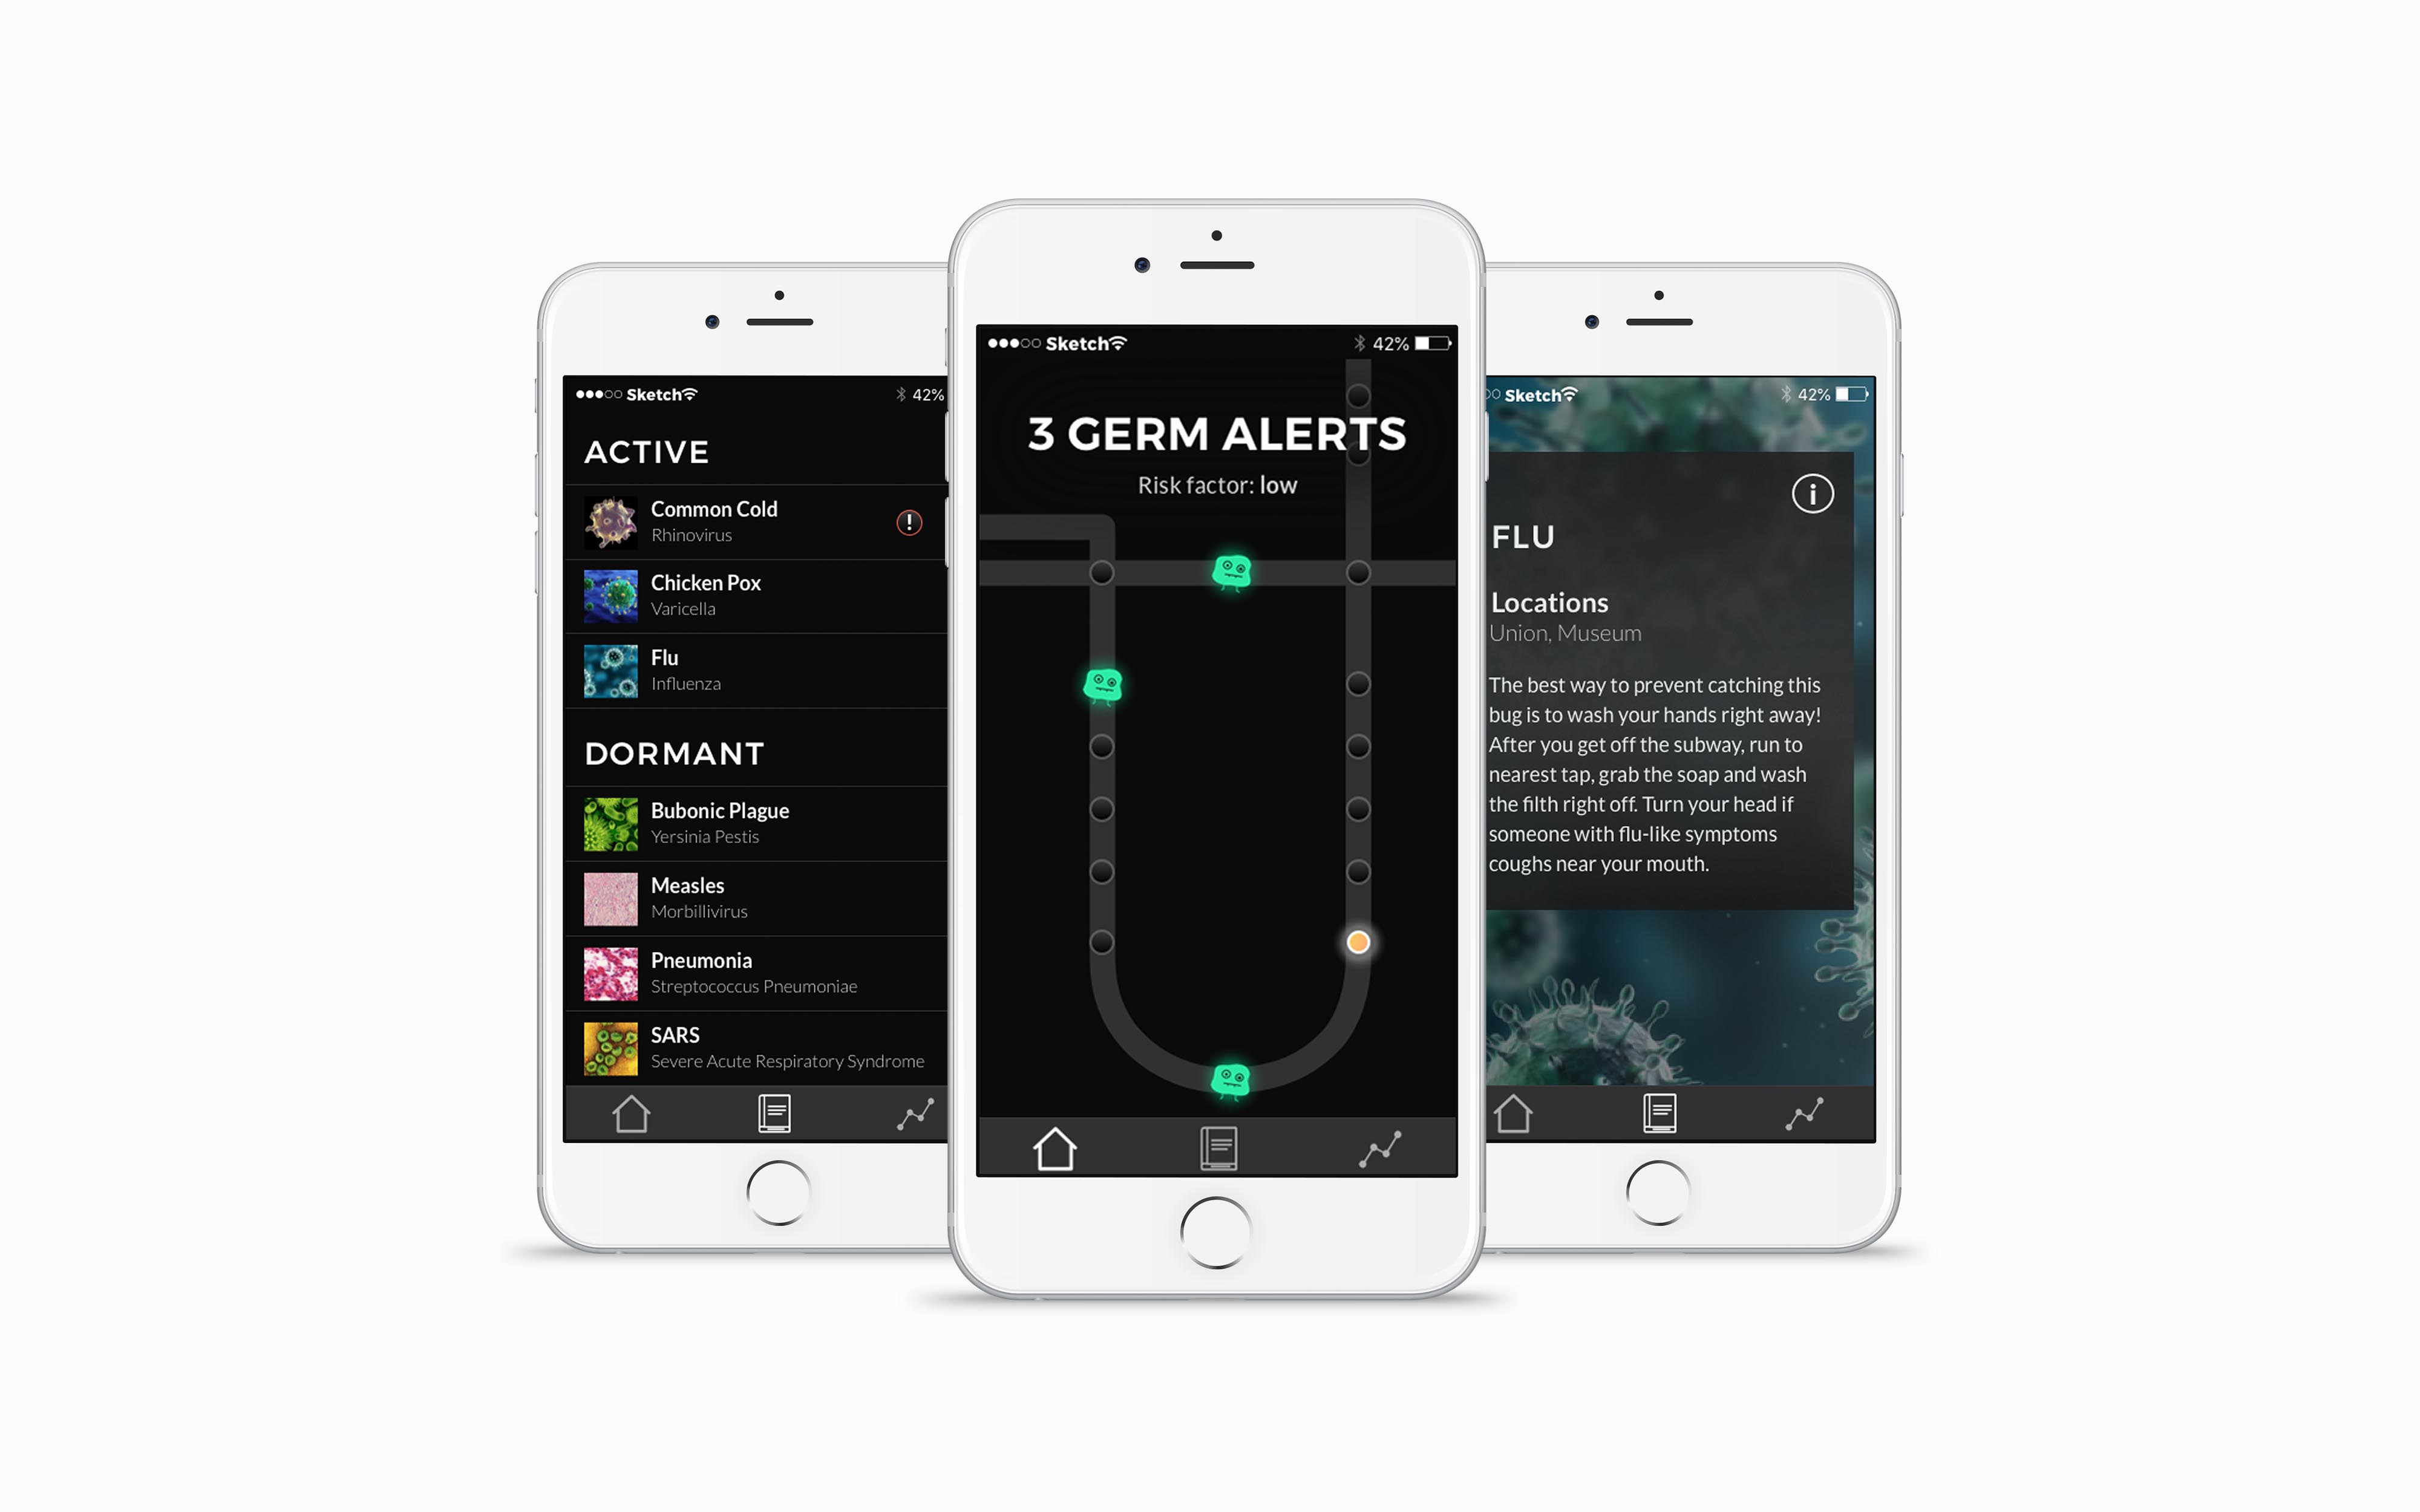 Sketch
42%
ACTIVE
Common Cold
Rhinovirus
Chicken Pox
Varicella
Flu
Influenza
DORMANT
Bubonic Plague
Yersinia Pestis
Measles
Morbillivirus
Pneumonia
Streptococcus Pneumoniae
SARS
Severe Acute Respiratory Syndrome
Sketch
42%
3 GERM ALERTS
Risk factor: low
Sketch
42%
FLU
Locations
Union, Museum
The best way to prevent catching this
bug is to wash your hands right away!
After you get off the subway, run to
nearest tap, grab the soap and wash
the filth right off. Turn your head if
someone with flu-like symptoms
coughs near your mouth.